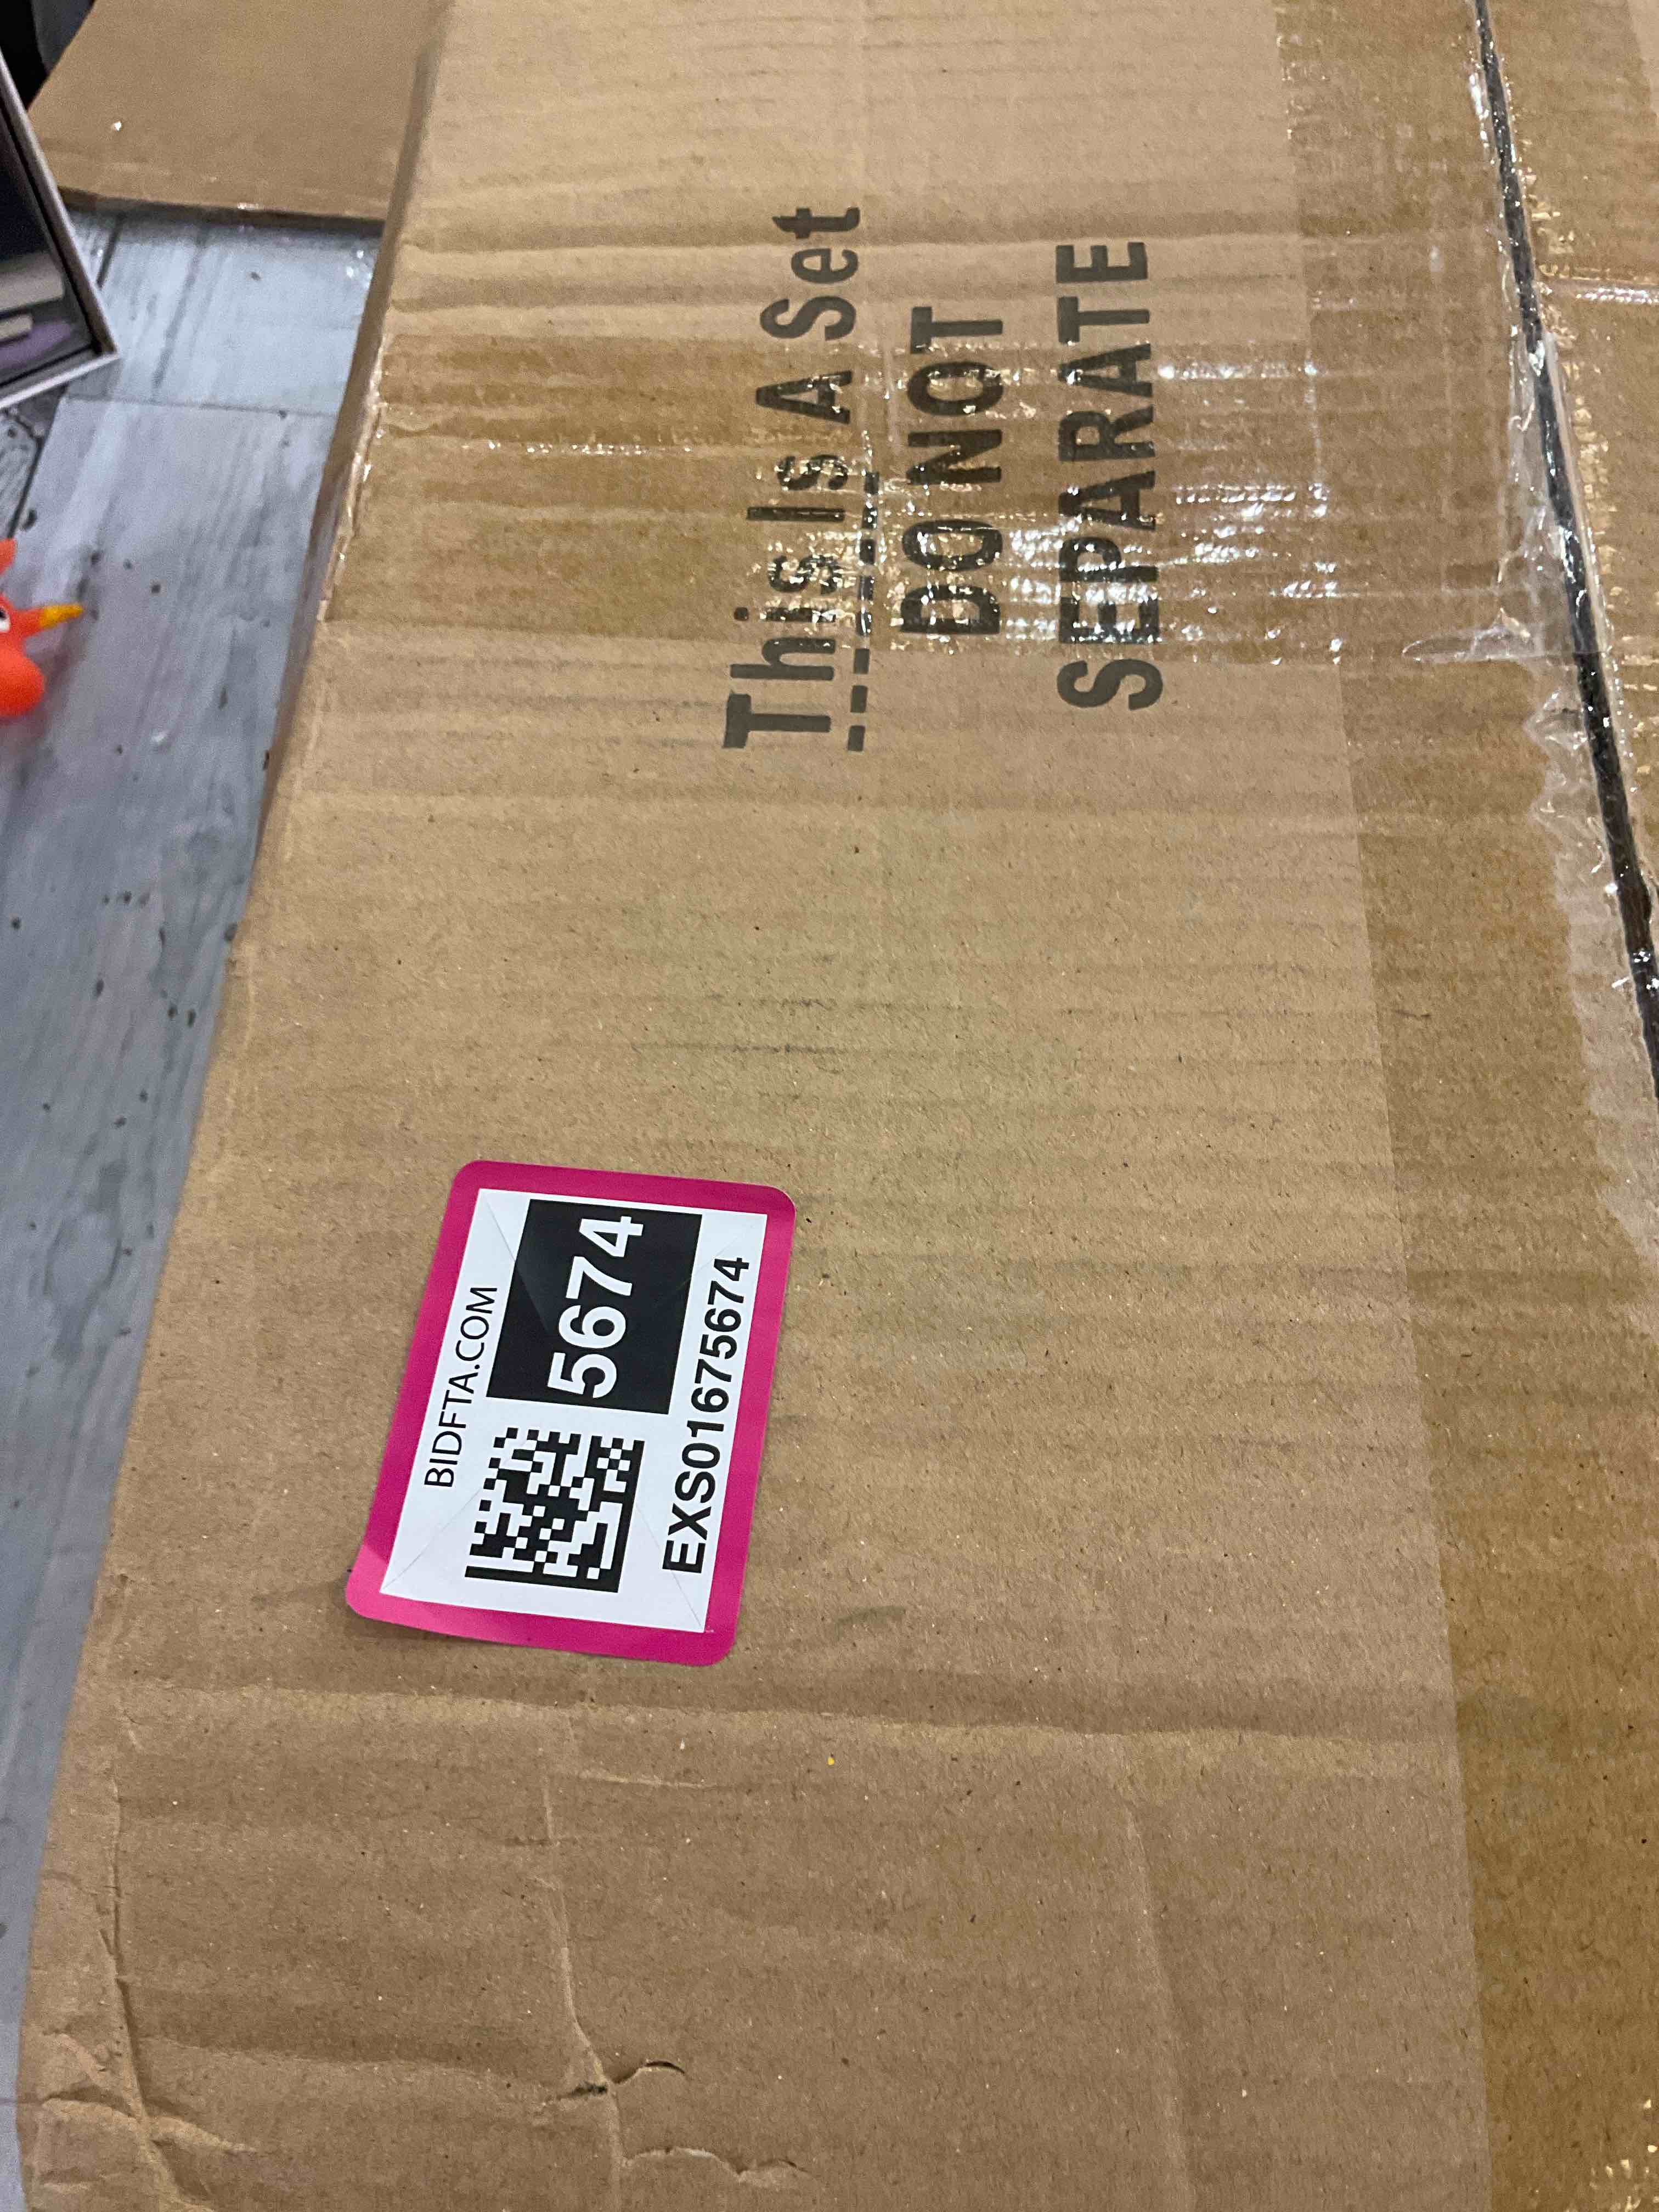 This Is A Set
DO NOT
SEPARATE
BIDFTA.COM
5674
EXS01675674